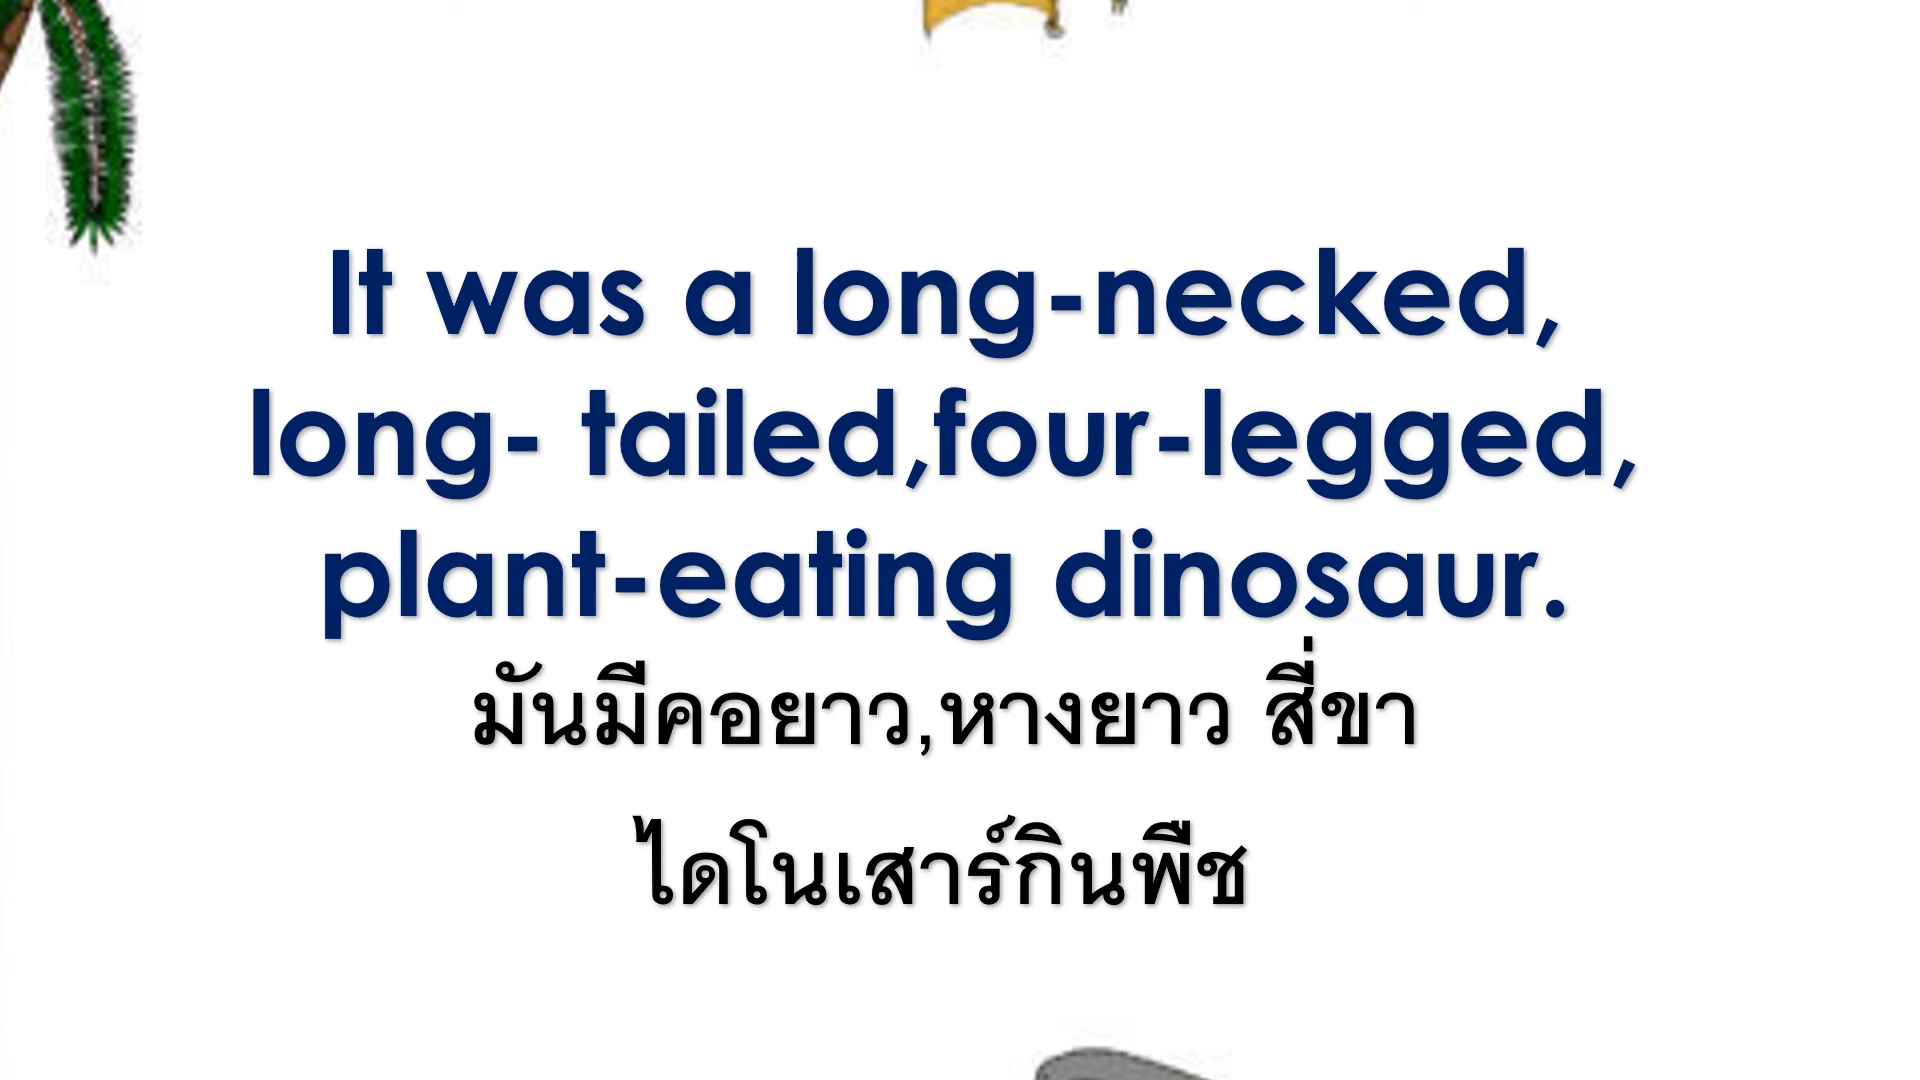 It was a long-necked,
long- tailed,four-legged,
plant-eating dinosaur.
มันมีคอยาว,หางยาว สี่ขา
ไดโนเสาร์กินพืช